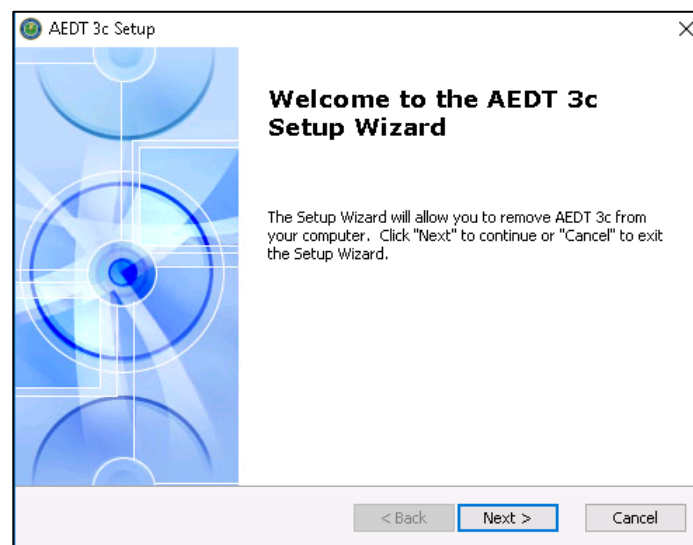 AEDT 3c Setup
Welcome to the AEDT 3c
Setup Wizard
The Setup Wizard will allow you to remove AEDT 3c from
your computer.  Click "Next" to continue or "Cancel" to exit
the Setup Wizard.
< Back
Next >
Cancel